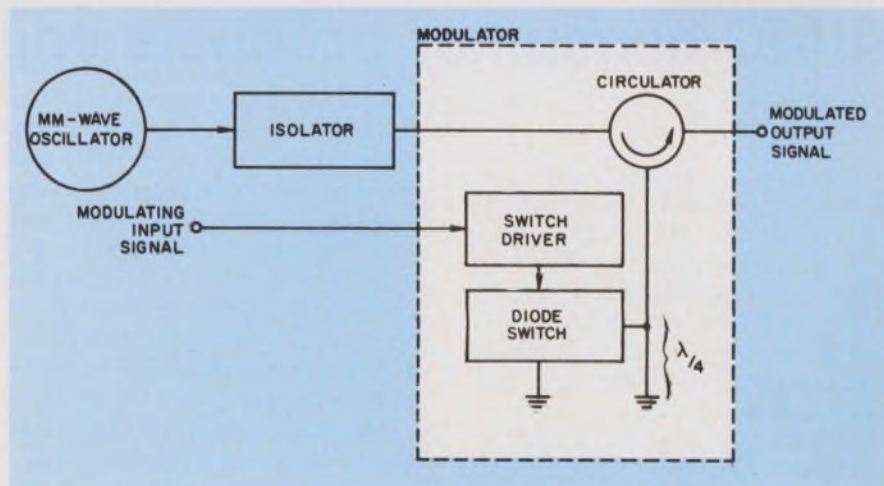 MODULATOR
CIRCULATOR
MM-WAVE
OSCILLATOR
ISOLATOR
MODULATED
OUTPUT
SIGNAL
MODULATING
INPUT
SIGNAL
SWITCH
DRIVER
DIODE
SWITCH
λ/4